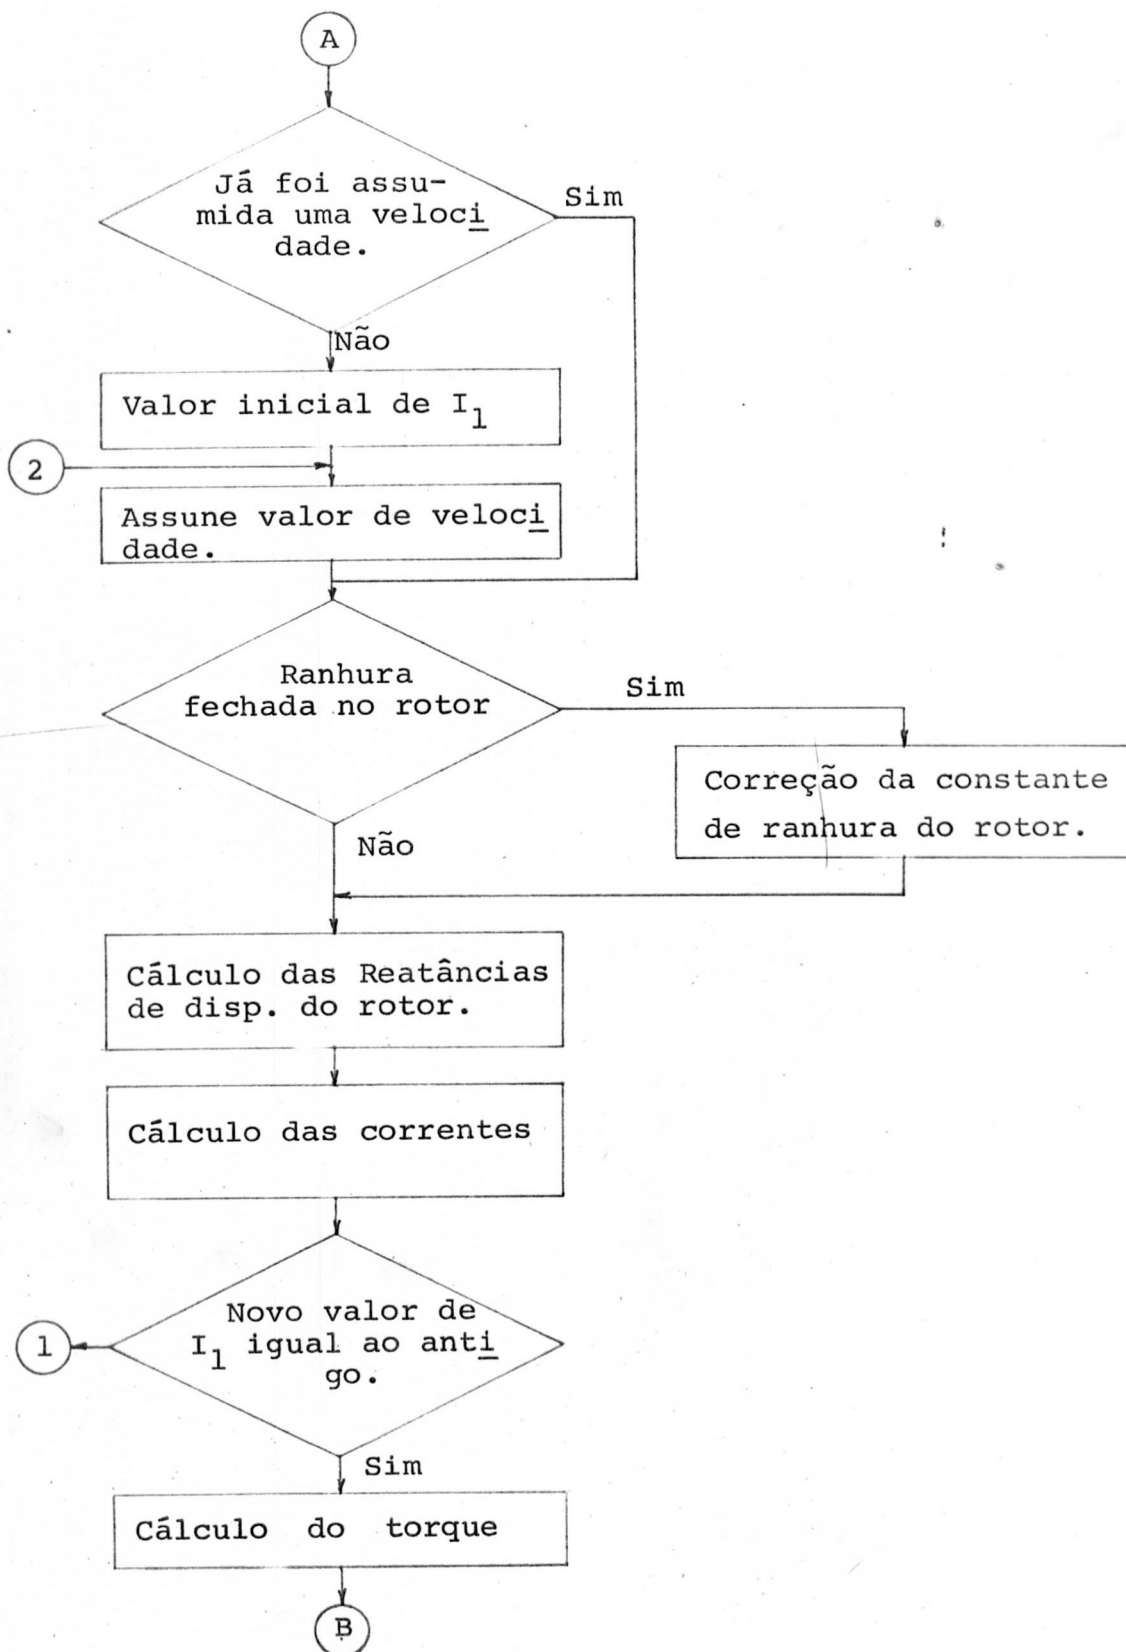 A
Já foi assu-
mida uma veloci
dade.
Sim
Não
Valor inicial de I1
2
Assune valor de veloci
dade.
Ranhura
fechada no rotor
Sim
Correção da constante
de ranhura do rotor.
Não
Cálculo das Reatâncias
de disp. do rotor.
Cálculo das correntes
Novo valor de
I1 igual ao anti
go.
1
Sim
Cálculo do torque
B